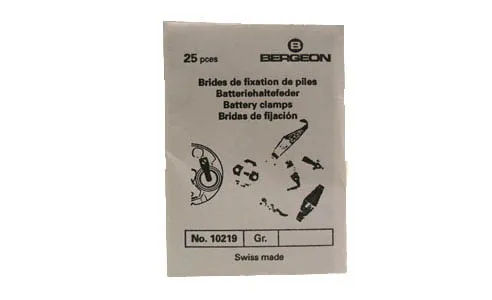 25 pces
B
BERGEON
Brides de fixation de piles
Batteriehaltefeder
Battery clamps
Bridas de fijación
No. 10219 Gr.
Swiss made